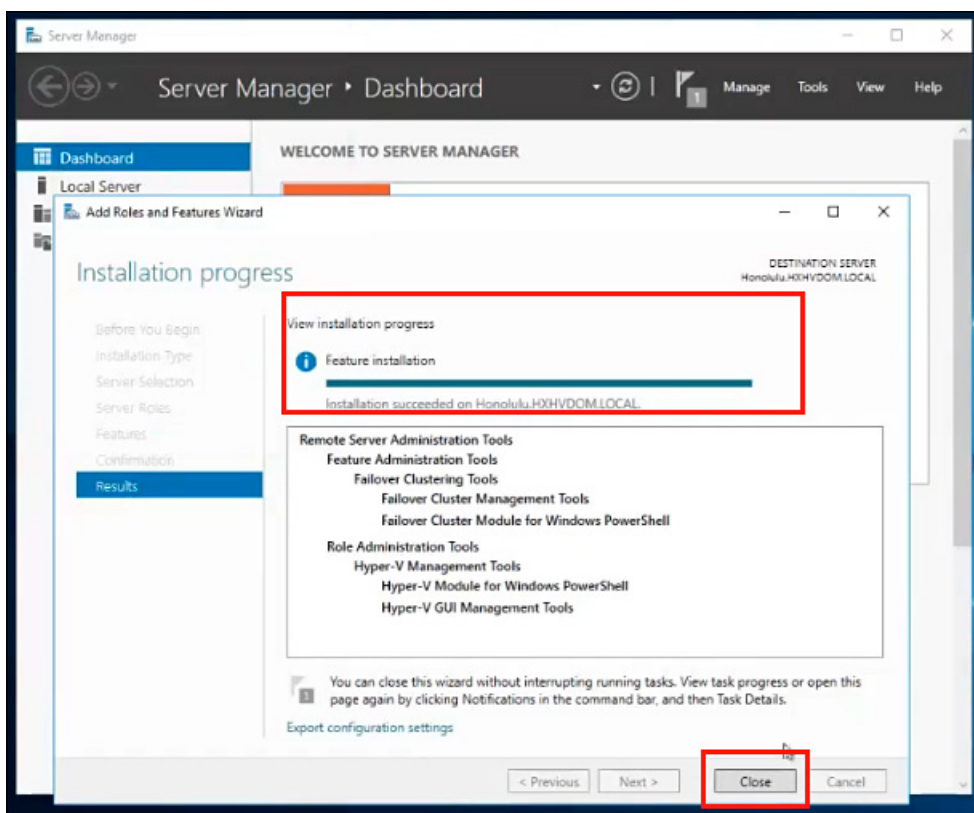 Server Manager
Server Manager • Dashboard
1
Manage Tools View Help
Dashboard
Local Server
WELCOME TO SERVER MANAGER
Add Roles and Features Wizard
Installation progress
DESTINATION SERVER
Honolulu.HXHVDOM.LOCAL
Before You Begin
Installation Type
Server Selection
Server Roles
Features
Confirmation
Results
View installation progress
Feature installation
Installation succeeded on Honolulu.HXHVDOM.LOCAL.
Remote Server Administration Tools
Feature Administration Tools
Failover Clustering Tools
Failover Cluster Management Tools
Failover Cluster Module for Windows PowerShell
Role Administration Tools
Hyper-V Management Tools
Hyper-V Module for Windows PowerShell
Hyper-V GUI Management Tools
1
You can close this wizard without interrupting running tasks. View task progress or open this
page again by clicking Notifications in the command bar, and then Task Details.
Export configuration settings
< Previous Next > Close Cancel